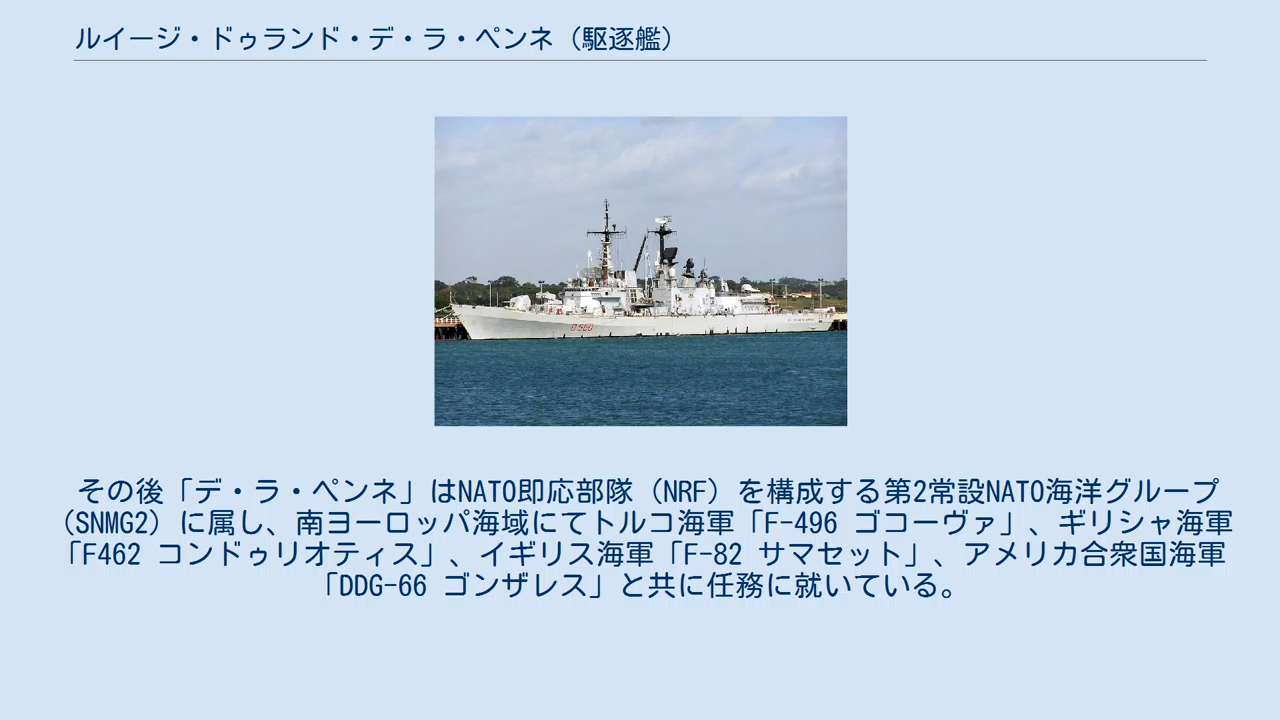 ルイージ・ドゥランド・デ・ラ・ペンネ（駆逐艦）
D560
その後「デ・ラ・ペンネ」はNATO即応部隊（NRF）を構成する第2常設NATO海洋グループ
（SNMG2）に属し、南ヨーロッパ海域にてトルコ海軍「F-496 ゴコーヴァ」、ギリシャ海軍
「F462 コンドゥリオティス」、イギリス海軍「F-82 サマセット」、アメリカ合衆国海軍
「DDG-66 ゴンザレス」と共に任務に就いている。